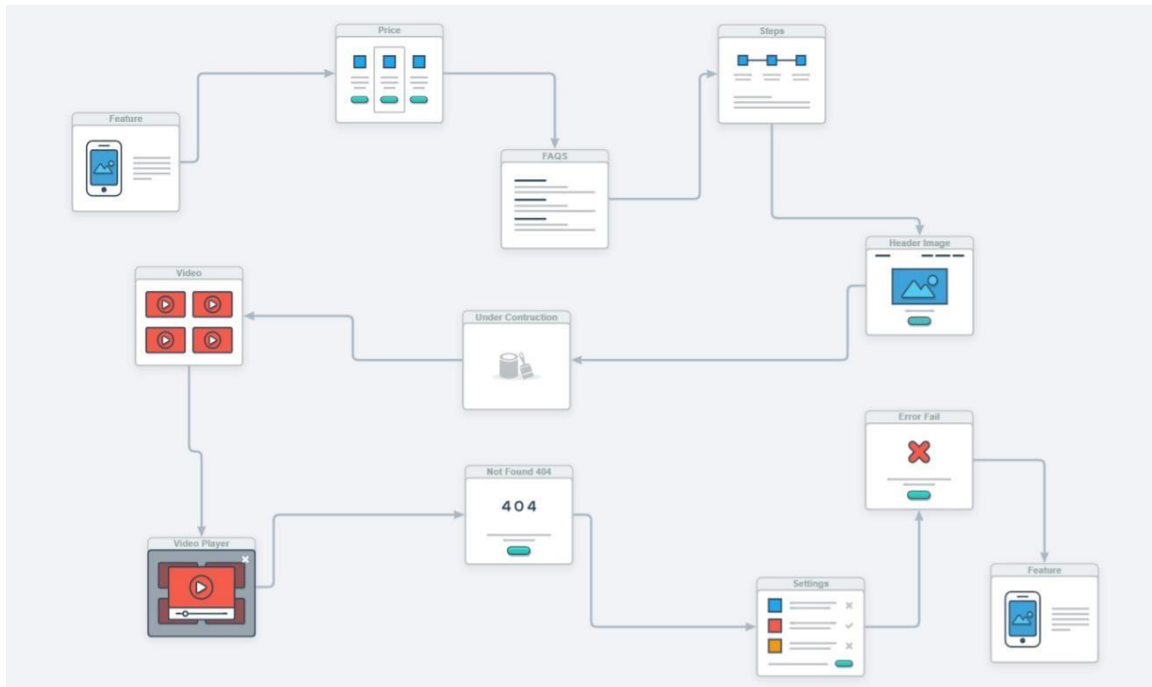 Feature
Price
FAQS
Steps
Header Image
Under Contruction
Video
Video Player
Not Found 404
404
Settings
Error Fail
Feature